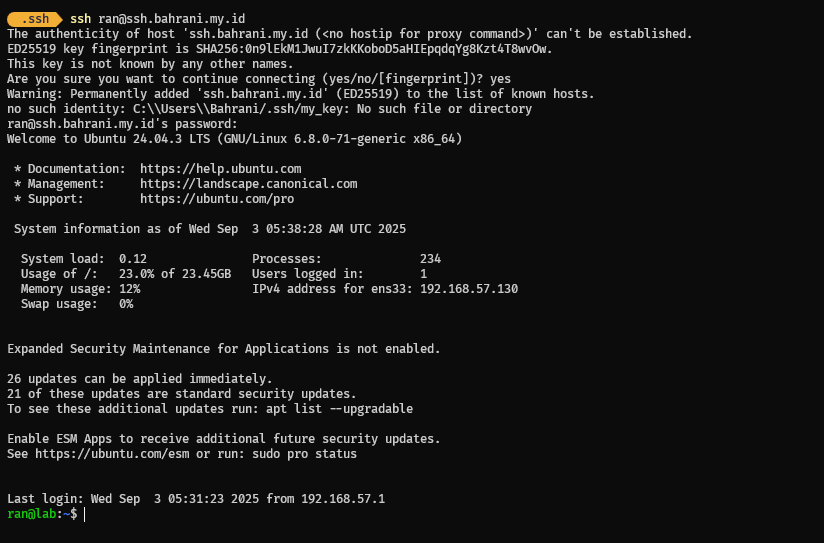 .ssh ssh ran@ssh.bahrani.my.id
The authenticity of host 'ssh.bahrani.my.id (<no hostip for proxy command>)' can't be established.
ED25519 key fingerprint is SHA256:0n9lEkM1JwuI7zkKKoboD5aHIEpqdqYg8Kzt4T8wvOw.
This key is not known by any other names.
Are you sure you want to continue connecting (yes/no/[fingerprint])? yes
Warning: Permanently added 'ssh.bahrani.my.id' (ED25519) to the list of known hosts.
no such identity: C:\\Users\\Bahrani/.ssh/my_key: No such file or directory
ran@ssh.bahrani.my.id's password:
Welcome to Ubuntu 24.04.3 LTS (GNU/Linux 6.8.0-71-generic x86_64)
* Documentation:  https://help.ubuntu.com
* Management:     https://landscape.canonical.com
* Support:        https://ubuntu.com/pro
System information as of Wed Sep  3 05:38:28 AM UTC 2025
System load:  0.12               Processes:              234
Usage of /:   23.0% of 23.45GB   Users logged in:        1
Memory usage: 12%                IPv4 address for ens33: 192.168.57.130
Swap usage:   0%
Expanded Security Maintenance for Applications is not enabled.
26 updates can be applied immediately.
21 of these updates are standard security updates.
To see these additional updates run: apt list --upgradable
Enable ESM Apps to receive additional future security updates.
See https://ubuntu.com/esm or run: sudo pro status
Last login: Wed Sep  3 05:31:23 2025 from 192.168.57.1
ran@lab:~$